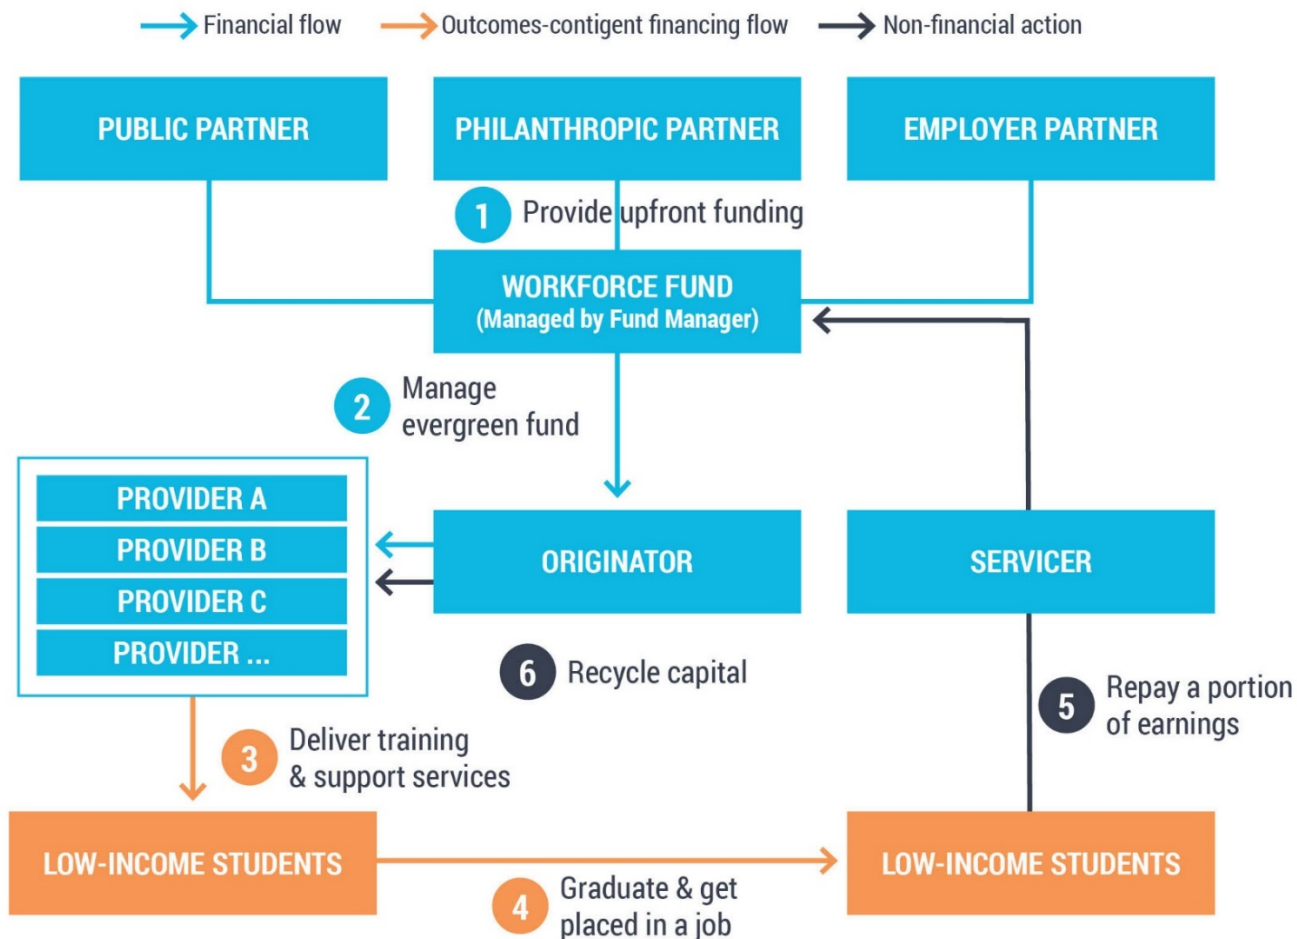 Financial flow
Outcomes-contigent financing flow
Non-financial action
PUBLIC PARTNER
PHILANTHROPIC PARTNER
EMPLOYER PARTNER
1
Provide upfront funding
WORKFORCE FUND
(Managed by Fund Manager)
2
Manage
evergreen fund
PROVIDER A
PROVIDER B
PROVIDER C
PROVIDER ...
ORIGINATOR
SERVICER
6
Recycle capital
5
Repay a portion
of earnings
3
Deliver training
& support services
LOW-INCOME STUDENTS
LOW-INCOME STUDENTS
4
Graduate & get
placed in a job